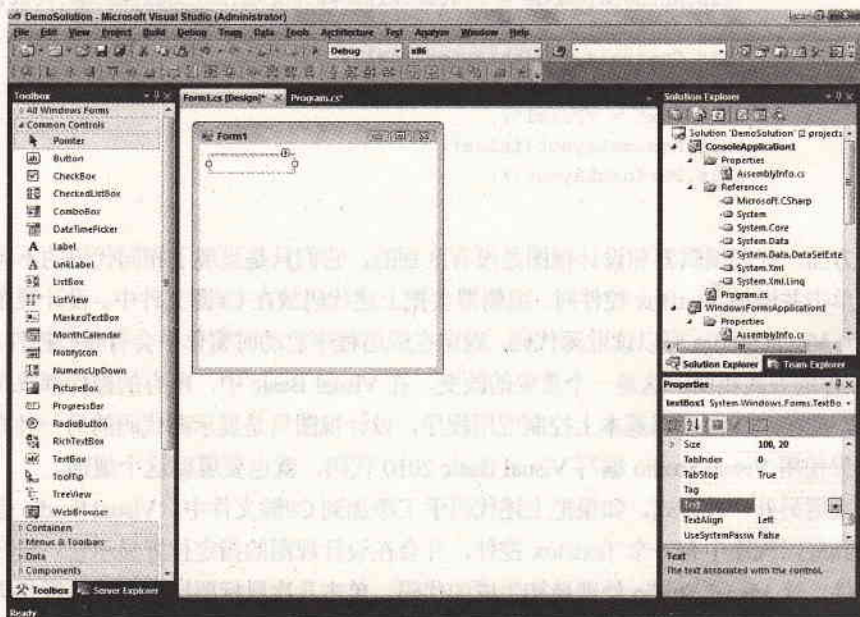 DemoSolution - Microsoft Visual Studio (Administrator)
File Edit View Project Build Debug Team Data Tools Architecture Test Analyze Window Help
Debug x86
Toolbox
All Windows Forms
Common Controls
Pointer
Button
CheckBox
CheckedListBox
ComboBox
DateTimePicker
Label
LinkLabel
ListBox
ListView
MaskedTextBox
MonthCalendar
NotifyIcon
NumericUpDown
PictureBox
ProgressBar
RadioButton
RichTextBox
TextBox
ToolTip
TreeView
WebBrowser
Containers
Menus & Toolbars
Data
Components
Toolbox Server Explorer
Ready
Form1.cs [Design]* Program.cs*
Form1
Solution Explorer
Solution 'DemoSolution' (2 projects
ConsoleApplication1
Properties
AssemblyInfo.cs
References
Microsoft.CSharp
System
System.Core
System.Data
System.Data.DataSetExte
System.Xml
System.Xml.Linq
Program.cs
WindowsFormsApplication1
Properties
AssemblyInfo.cs
Solution Explorer Team Explorer
Properties
textBox1 System.Windows.Forms.TextBo
Size 100, 20
TabIndex 0
TabStop True
Tag
Text
TextAlign Left
UseSystemPassw False
Text
The text associated with the control.